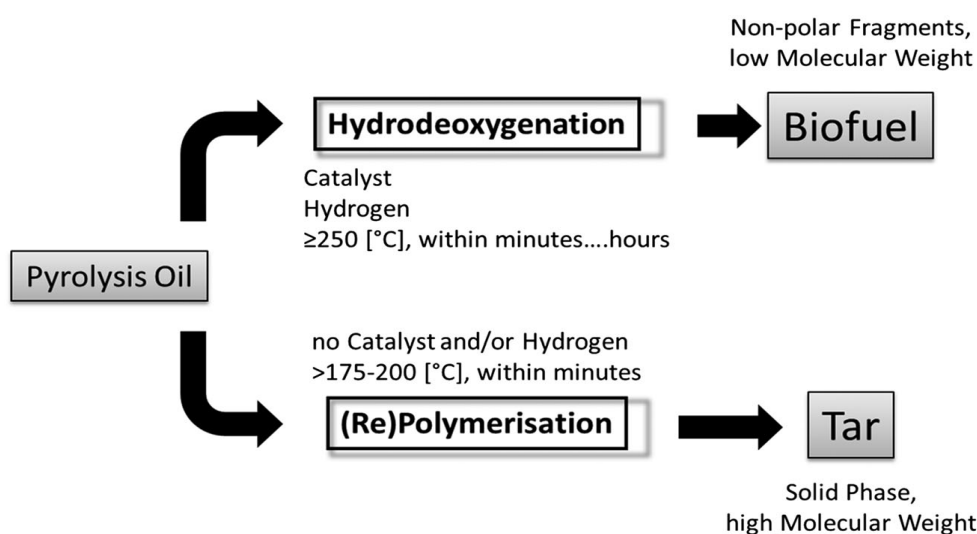 Non-polar Fragments,
low Molecular Weight
Hydrodeoxygenation
Biofuel
Catalyst
Hydrogen
≥250 [°C], within minutes....hours
Pyrolysis Oil
no Catalyst and/or Hydrogen
>175-200 [°C], within minutes
(Re)Polymerisation
Tar
Solid Phase,
high Molecular Weight